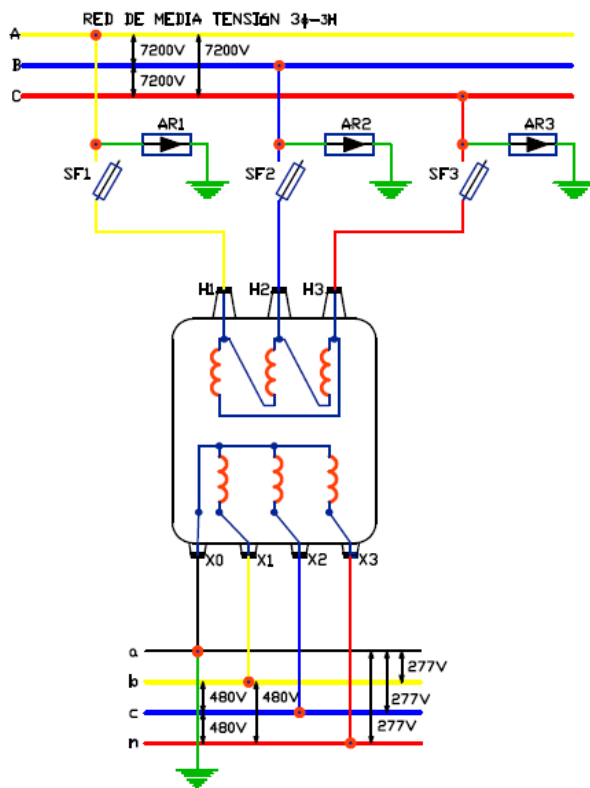 RED DE MEDIA TENSIÓN 3ϕ-3H
A
7200V 7200V
B
7200V
C
AR1 AR2 AR3
SF1 SF2 SF3
H1 H2 H3
X0 X1 X2 X3
a
277V
b
480V 480V 277V
c
480V 277V
n